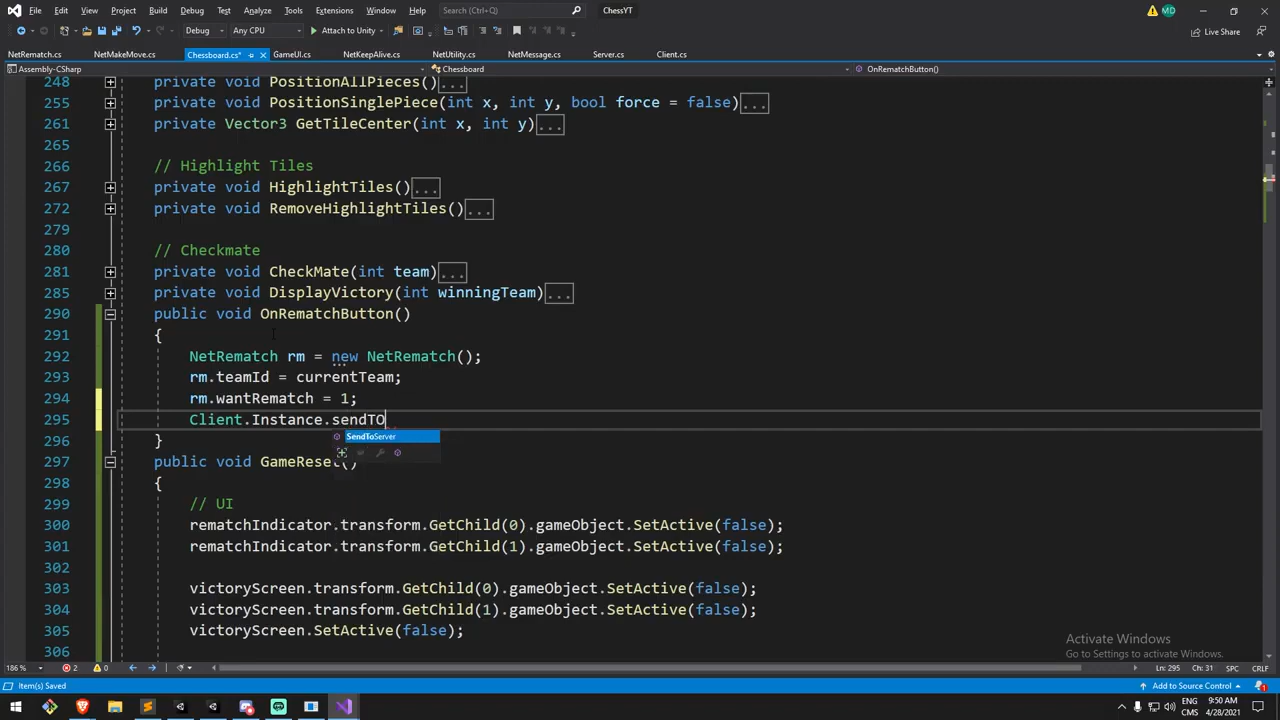 File Edit View Git Project Build Debug Test Analyze Tools Extensions Window Help Search (Ctrl+Q) ChessYT MD
Debug Any CPU Attach to Unity Live Share
NetRematch.cs NetMakeMove.cs Chessboard.cs* GameUI.cs NetKeepAlive.cs NetUtility.cs NetMessage.cs Server.cs Client.cs
Assembly-CSharp Chessboard OnRematchButton()
248 private void PositionAllPieces()...
255 private void PositionSinglePiece(int x, int y, bool force = false)...
261 private Vector3 GetTileCenter(int x, int y)...
265
266 // Highlight Tiles
267 private void HighlightTiles()...
272 private void RemoveHighlightTiles()...
279
280 // Checkmate
281 private void CheckMate(int team)...
285 private void DisplayVictory(int winningTeam)...
290 public void OnRematchButton()
291 {
292 NetRematch rm = new NetRematch();
293 rm.teamId = currentTeam;
294 rm.wantRematch = 1;
295 Client.Instance.sendTO
SendToServer
296 }
297 public void GameReset()
298 {
299 // UI
300 rematchIndicator.transform.GetChild(0).gameObject.SetActive(false);
301 rematchIndicator.transform.GetChild(1).gameObject.SetActive(false);
302
303 victoryScreen.transform.GetChild(0).gameObject.SetActive(false);
304 victoryScreen.transform.GetChild(1).gameObject.SetActive(false);
305 victoryScreen.SetActive(false);
306
Activate Windows
Go to Settings to activate Windows.
186 % 2 0 Ln: 295 Ch: 31 SPC CRLF
Item(s) Saved Add to Source Control 1
ENG 9:50 AM
CMS 4/28/2021